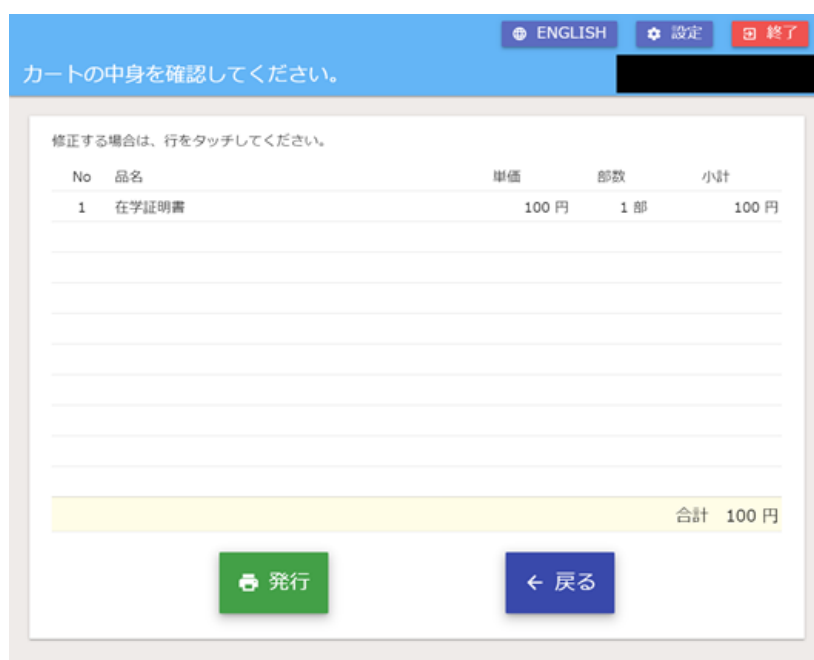 ENGLISH 設定 終了
カートの中身を確認してください。
修正する場合は、行をタッチしてください。
No 品名 単価 部数 小計
1 在学証明書 100 円 1 部 100 円
合計 100 円
発行 戻る